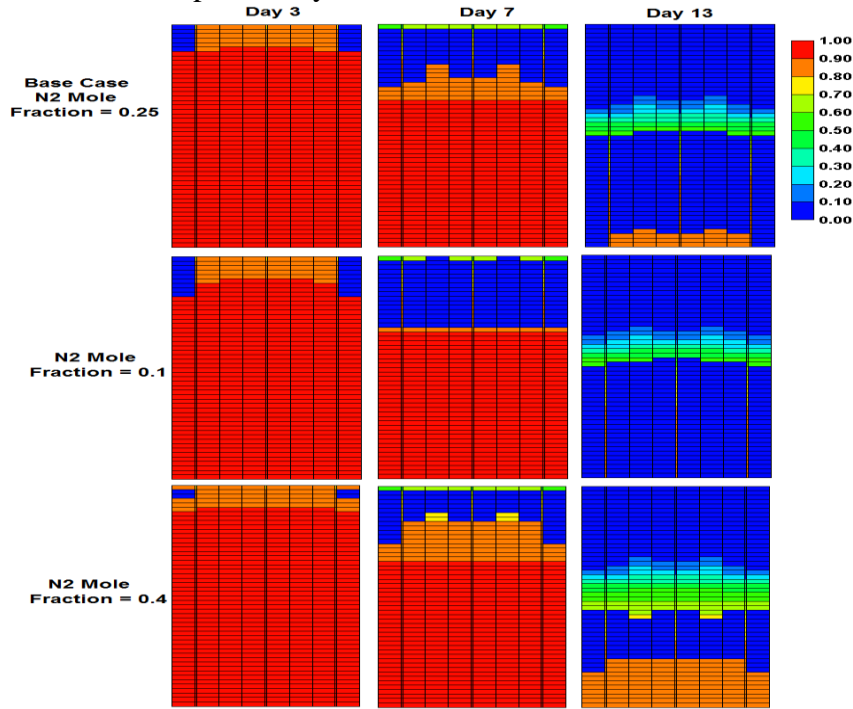 Day 3
Day 7
Day 13
Base Case
N2 Mole
Fraction = 0.25
1.00
0.90
0.80
0.70
0.60
0.50
0.40
0.30
0.20
0.10
0.00
N2 Mole
Fraction = 0.1
N2 Mole
Fraction = 0.4